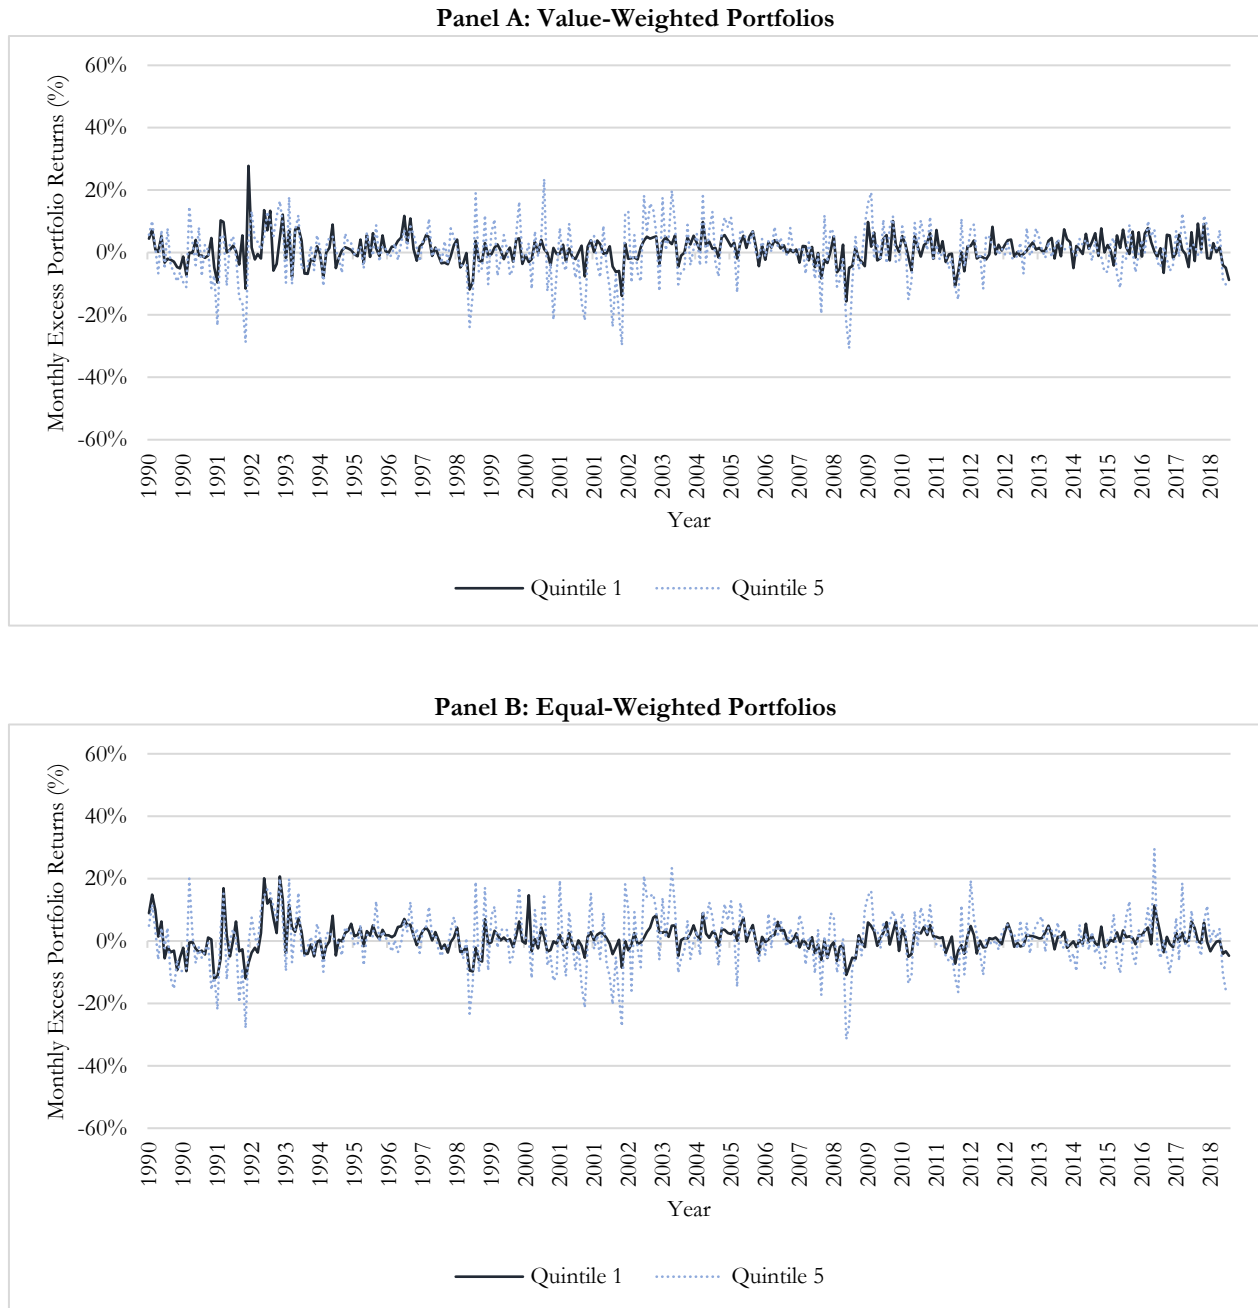 Panel A: Value-Weighted Portfolios
Monthly Excess Portfolio Returns (%)
60%
40%
20%
0%
-20%
-40%
-60%
1990 1990 1991 1992 1993 1994 1995 1996 1997 1998 1999 2000 2001 2002 2003 2004 2005 2006 2007 2008 2009 2010 2011 2012 2012 2013 2014 2015 2016 2017 2018
Year
Quintile 1 Quintile 5
Panel B: Equal-Weighted Portfolios
Monthly Excess Portfolio Returns (%)
60%
40%
20%
0%
-20%
-40%
-60%
1990 1990 1991 1992 1993 1994 1995 1996 1997 1998 1999 2000 2001 2001 2002 2003 2004 2005 2006 2007 2008 2009 2010 2011 2012 2012 2013 2014 2015 2016 2017 2018
Year
Quintile 1 Quintile 5